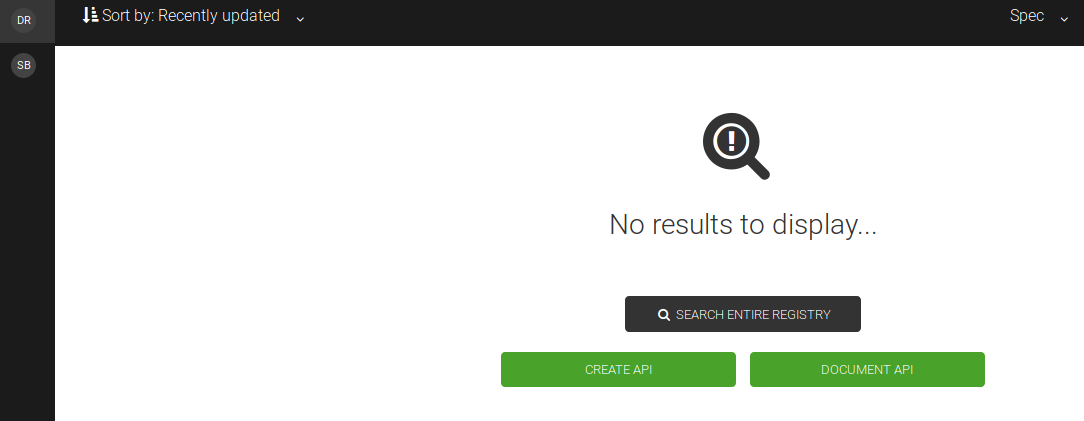 DR
Sort by: Recently updated
Spec
SB
No results to display...
SEARCH ENTIRE REGISTRY
CREATE API
DOCUMENT API